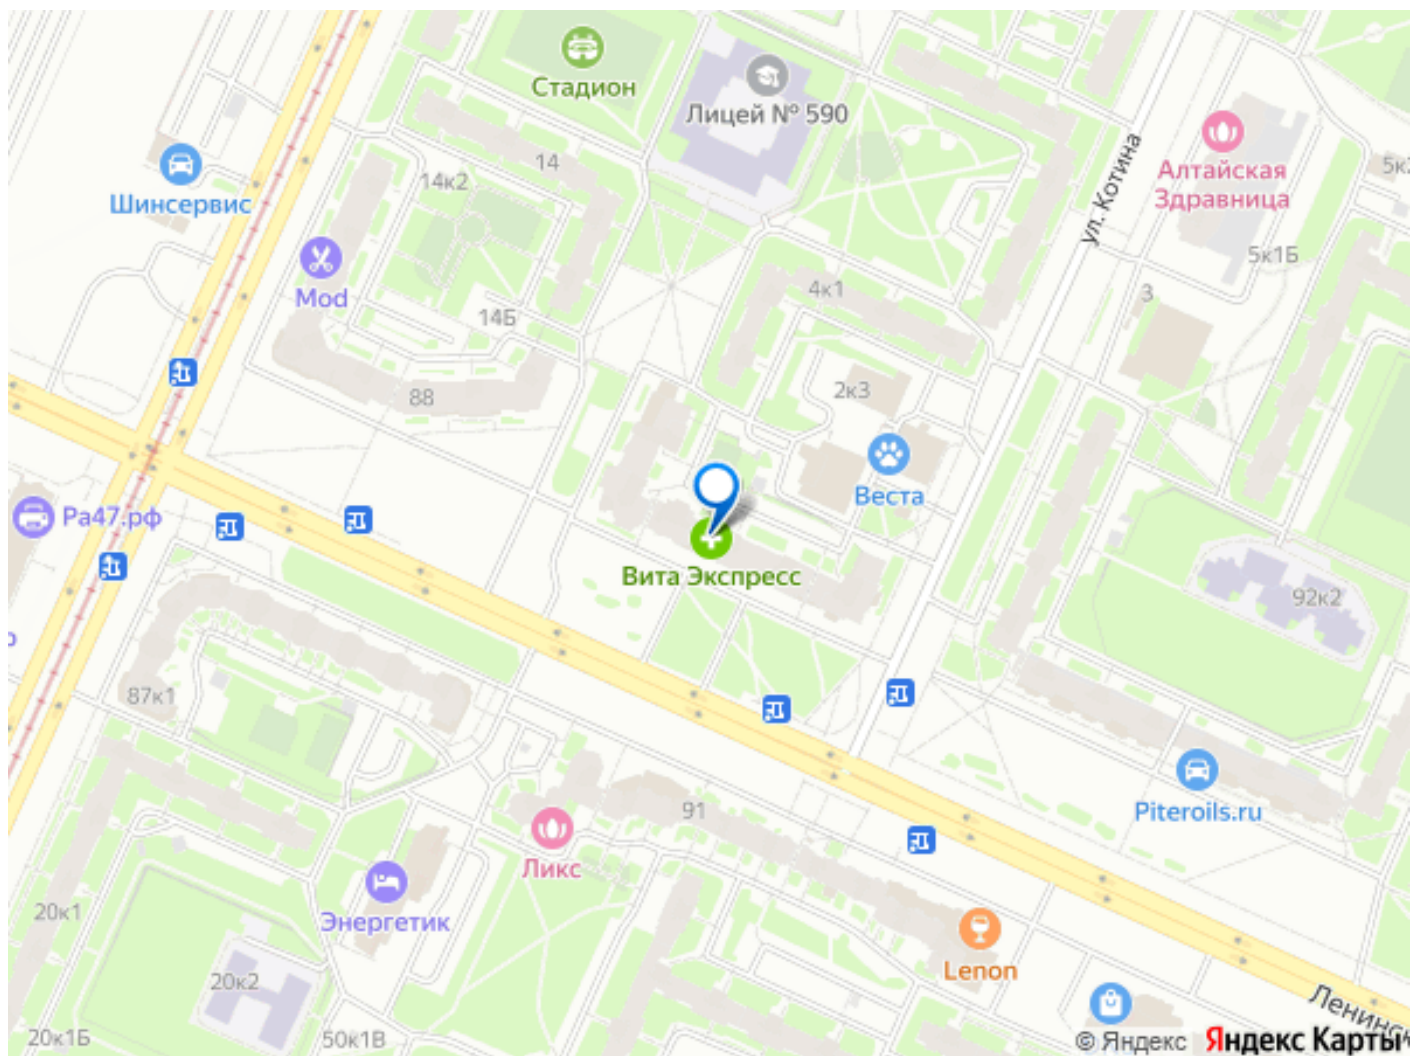 Стадион
Лицей № 590
ул. Котина
Алтайская
Здравница
5к1Б
3
Шинсервис
14
14к2
Mod
14Б
4к1
88
2к3
Веста
Ра47.рф
Вита Экспресс
92к2
87к1
Piteroils.ru
91
Ликс
Энергетик
20к1
20к2
Lenon
20к1Б
50к1В
© Яндекс
Яндекс Карты